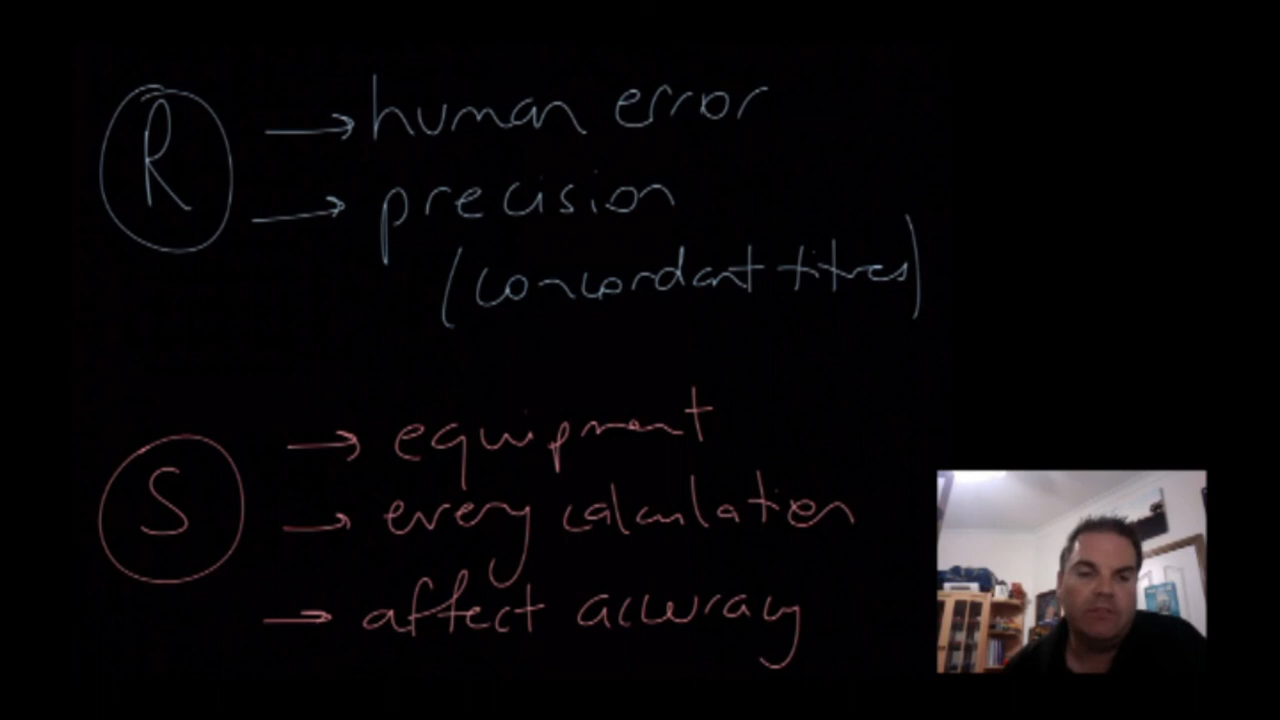 R
→ human error
→ precision
(concordant titres)
S
→ equipment
→ every calculation
→ affect accuracy